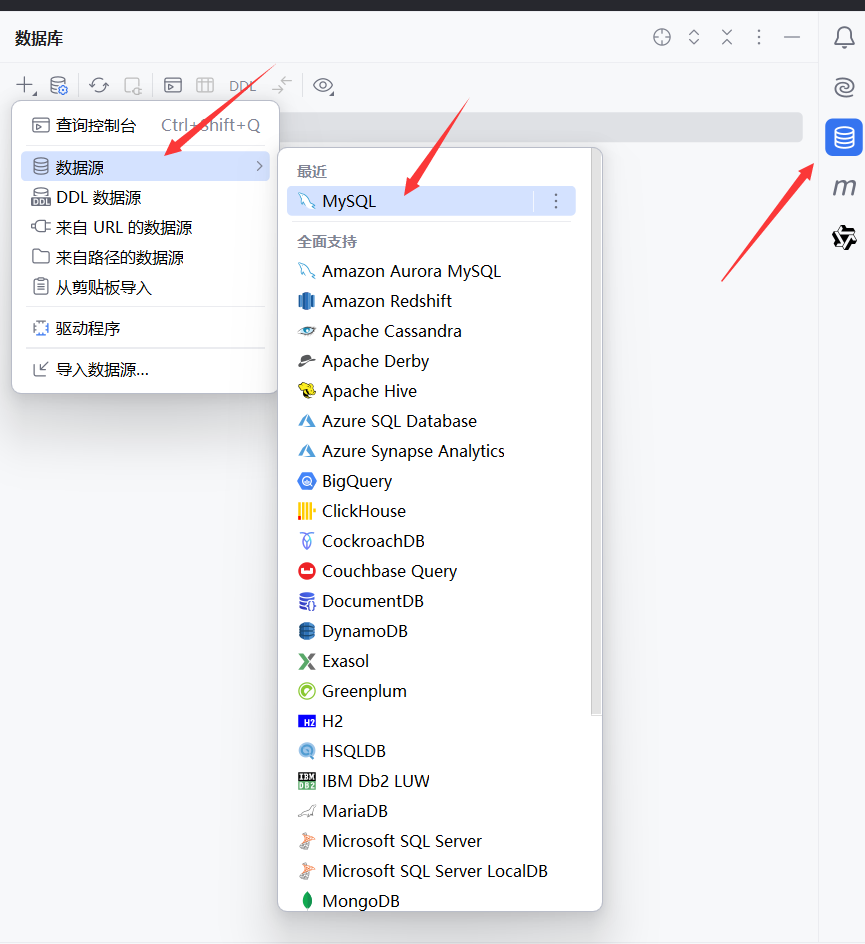 数据库
DDL
查询控制台 Ctrl+Shift+Q
数据源
DDL 数据源
来自 URL 的数据源
来自路径的数据源
从剪贴板导入
驱动程序
导入数据源...
最近
MySQL
全面支持
Amazon Aurora MySQL
Amazon Redshift
Apache Cassandra
Apache Derby
Apache Hive
Azure SQL Database
Azure Synapse Analytics
BigQuery
ClickHouse
CockroachDB
Couchbase Query
DocumentDB
DynamoDB
Exasol
Greenplum
H2
HSQLDB
IBM Db2 LUW
MariaDB
Microsoft SQL Server
Microsoft SQL Server LocalDB
MongoDB
m